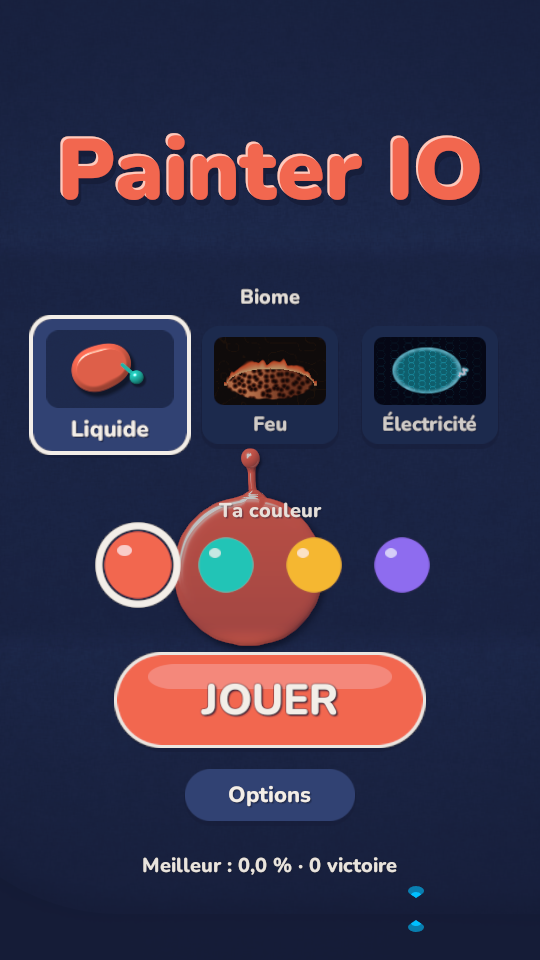 Painter IO
Biome
Liquide
Feu
Électricité
Ta couleur
JOUER
Options
Meilleur : 0,0 % · 0 victoire